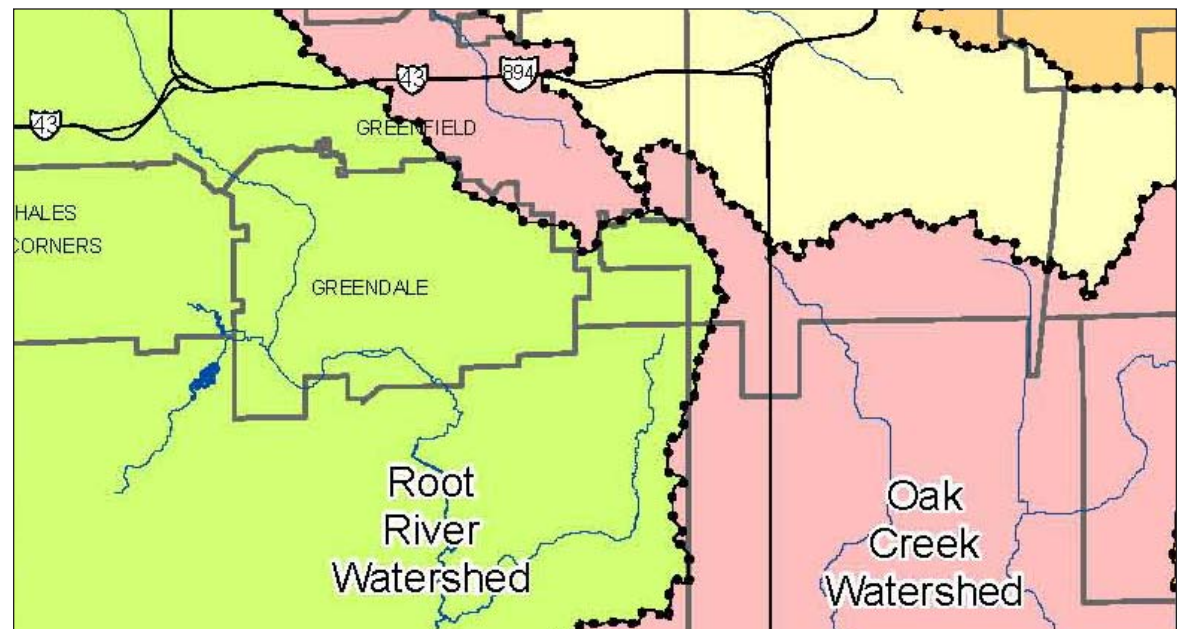 43
894
43
GREENFIELD
HALES
CORNERS
GREENDALE
Root
River
Watershed
Oak
Creek
Watershed